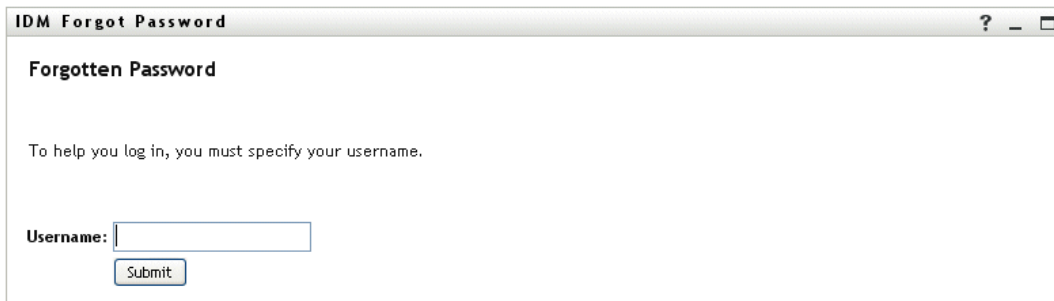 IDM Forgot Password ?
Forgotten Password
To help you log in, you must specify your username.
Username:
Submit